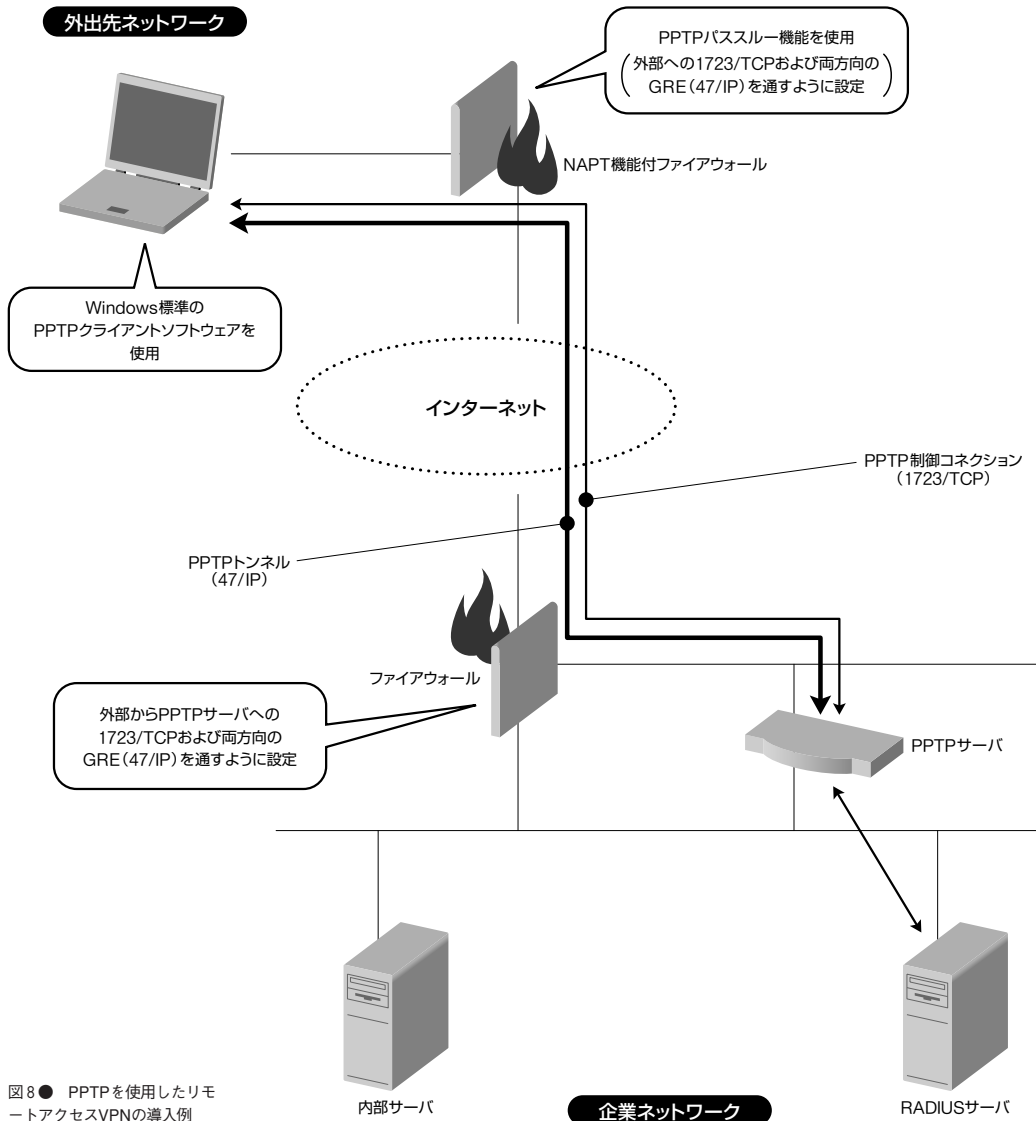 外出先ネットワーク
PPTPパススルー機能を使用
(外部への1723/TCPおよび両方向の
GRE(47/IP)を通すように設定)
NAPT機能付ファイアウォール
Windows標準の
PPTPクライアントソフトウェアを
使用
インターネット
PPTP制御コネクション
(1723/TCP)
PPTPトンネル
(47/IP)
ファイアウォール
外部からPPTPサーバへの
1723/TCPおよび両方向の
GRE(47/IP)を通すように設定
PPTPサーバ
図8● PPTPを使用したリモ
ートアクセスVPNの導入例
内部サーバ
企業ネットワーク
RADIUSサーバ